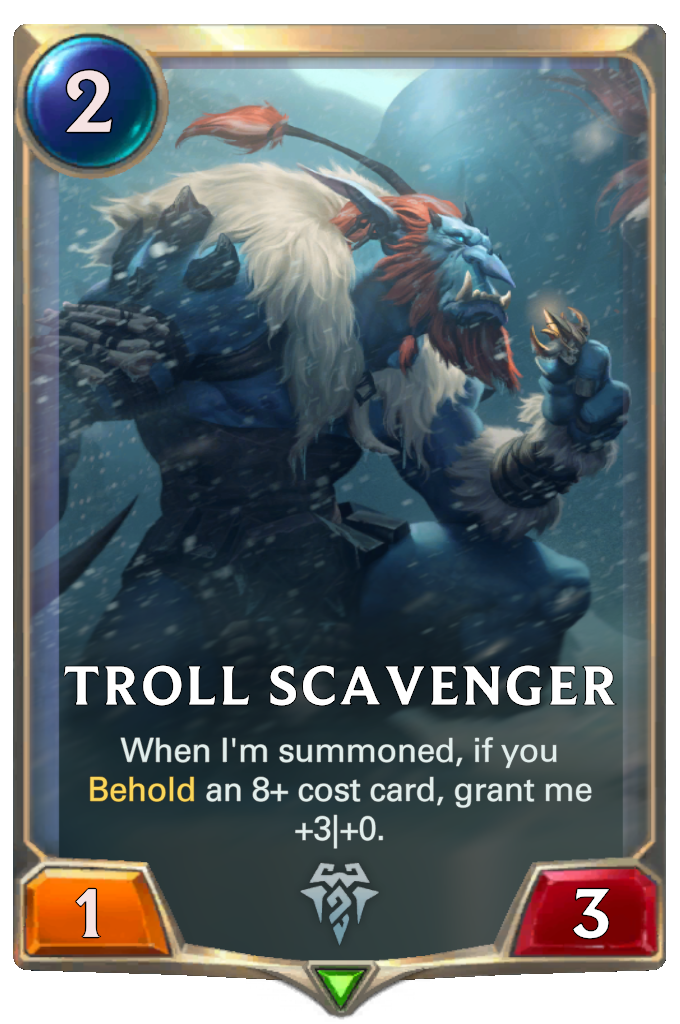 2
TROLL SCAVENGER
When I'm summoned, if you
Behold an 8+ cost card, grant me
+3|+0.
1
3